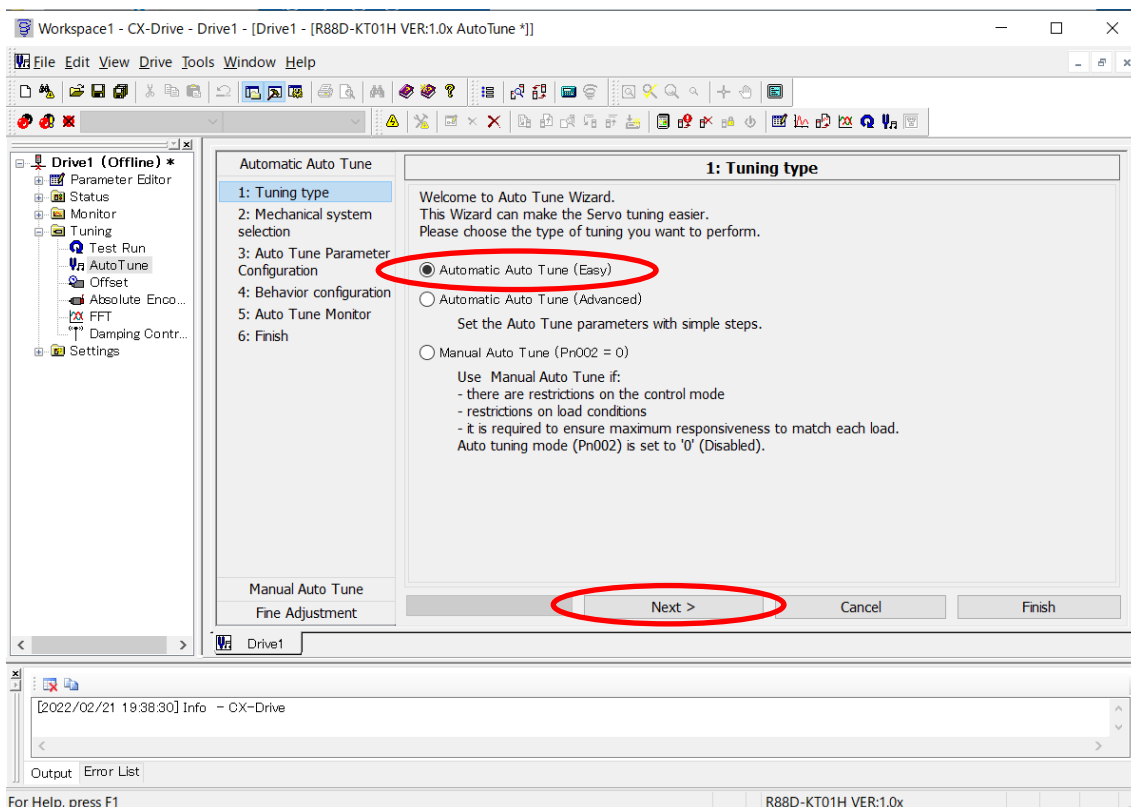 Workspace1 - CX-Drive - Drive1 - [Drive1 - [R88D-KT01H VER:1.0x AutoTune *]]
File Edit View Drive Tools Window Help
Drive1 (Offline) *
Parameter Editor
Status
Monitor
Tuning
Test Run
AutoTune
Offset
Absolute Enco...
FFT
Damping Contr...
Settings
Automatic Auto Tune
1: Tuning type
2: Mechanical system
selection
3: Auto Tune Parameter
Configuration
4: Behavior configuration
5: Auto Tune Monitor
6: Finish
Manual Auto Tune
Fine Adjustment
1: Tuning type
Welcome to Auto Tune Wizard.
This Wizard can make the Servo tuning easier.
Please choose the type of tuning you want to perform.
Automatic Auto Tune (Easy)
Automatic Auto Tune (Advanced)
Set the Auto Tune parameters with simple steps.
Manual Auto Tune (Pn002 = 0)
Use Manual Auto Tune if:
- there are restrictions on the control mode
- restrictions on load conditions
- it is required to ensure maximum responsiveness to match each load.
Auto tuning mode (Pn002) is set to '0' (Disabled).
Next > Cancel Finish
Drive1
[2022/02/21 19:38:30] Info - CX-Drive
Output Error List
For Help, press F1 R88D-KT01H VER:1.0x